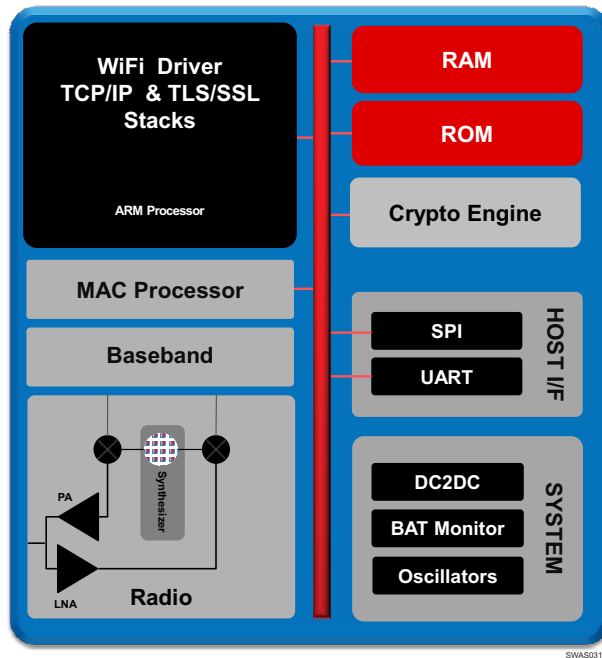 WiFi Driver
TCP/IP & TLS/SSL
Stacks
ARM Processor
MAC Processor
Baseband
Synthesizer
PA
LNA
Radio
RAM
ROM
Crypto Engine
SPI
UART
HOST I/F
DC2DC
BAT Monitor
Oscillators
SYSTEM
SWAS031